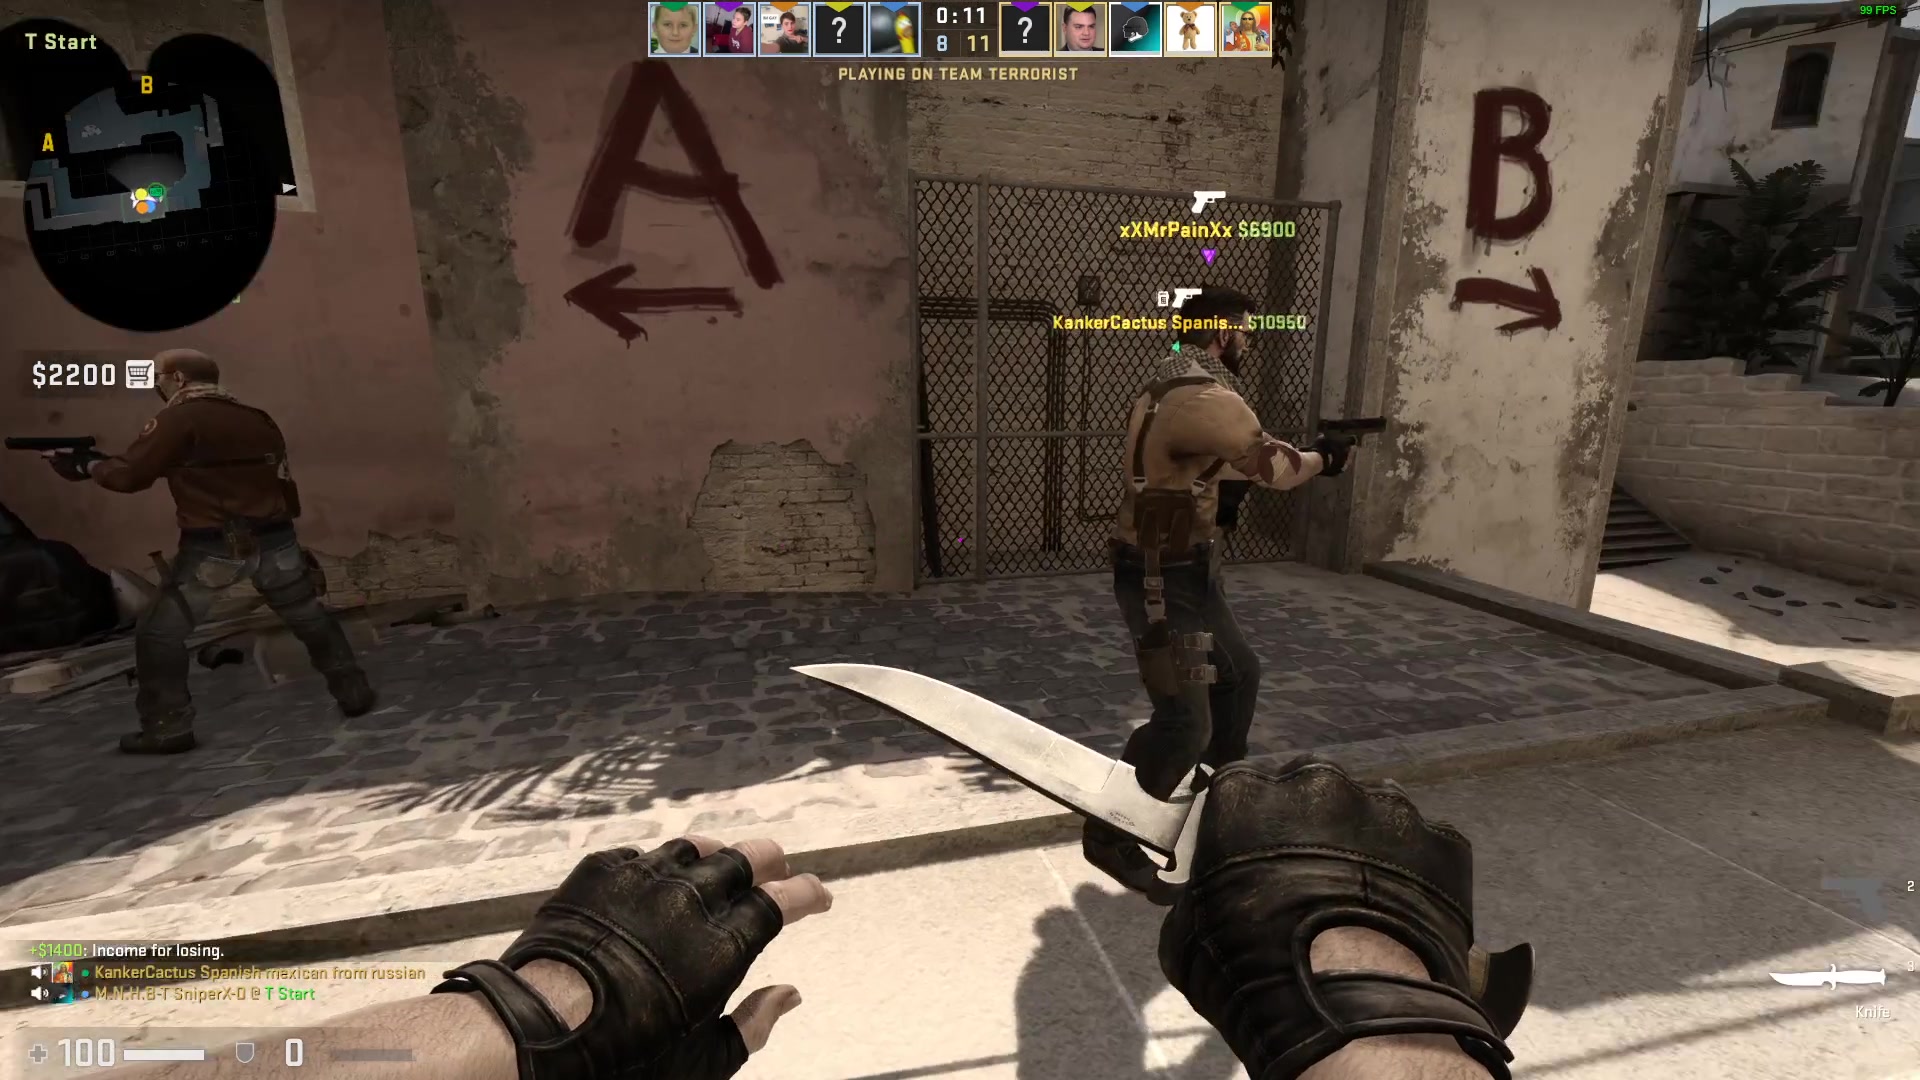 99 FPS
T Start
0:11
8 11
? ?
PLAYING ON TEAM TERRORIST
B
A
A
B
xXMrPainXx $6900
KankerCactus Spanis... $10950
$2200
2
+$1400: Income for losing.
KankerCactus Spanish mexican from russian
M.N.H.B-T SniperX-D @ T Start
3
Knife
100
0